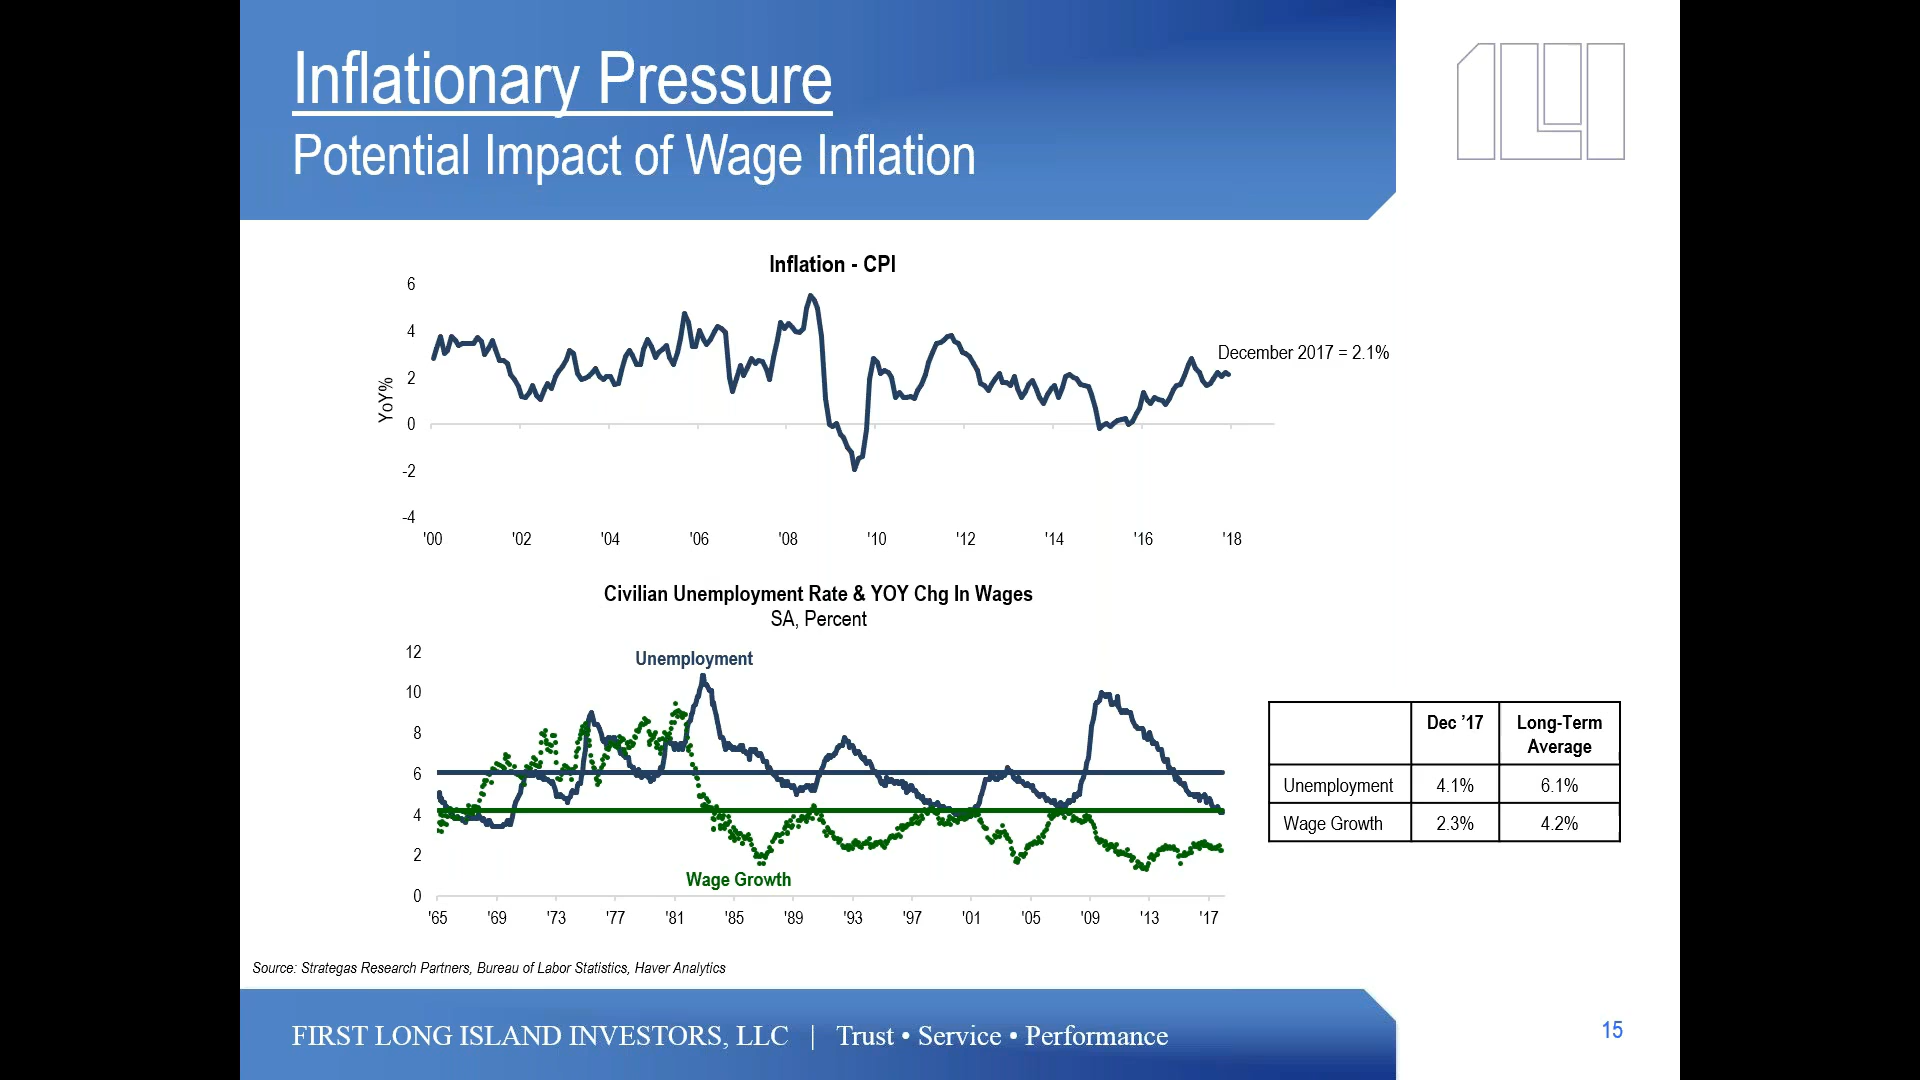 Inflationary Pressure
Potential Impact of Wage Inflation
Inflation - CPI
6
4
2
0
-2
-4
YoY%
December 2017 = 2.1%
'00 '02 '04 '06 '08 '10 '12 '14 '16 '18
Civilian Unemployment Rate & YOY Chg In Wages
SA, Percent
12
10
8
6
4
2
0
Unemployment
Wage Growth
'65 '69 '73 '77 '81 '85 '89 '93 '97 '01 '05 '09 '13 '17
Dec ’17 Long-Term
Average
Unemployment 4.1% 6.1%
Wage Growth 2.3% 4.2%
Source: Strategas Research Partners, Bureau of Labor Statistics, Haver Analytics
FIRST LONG ISLAND INVESTORS, LLC | Trust • Service • Performance
15